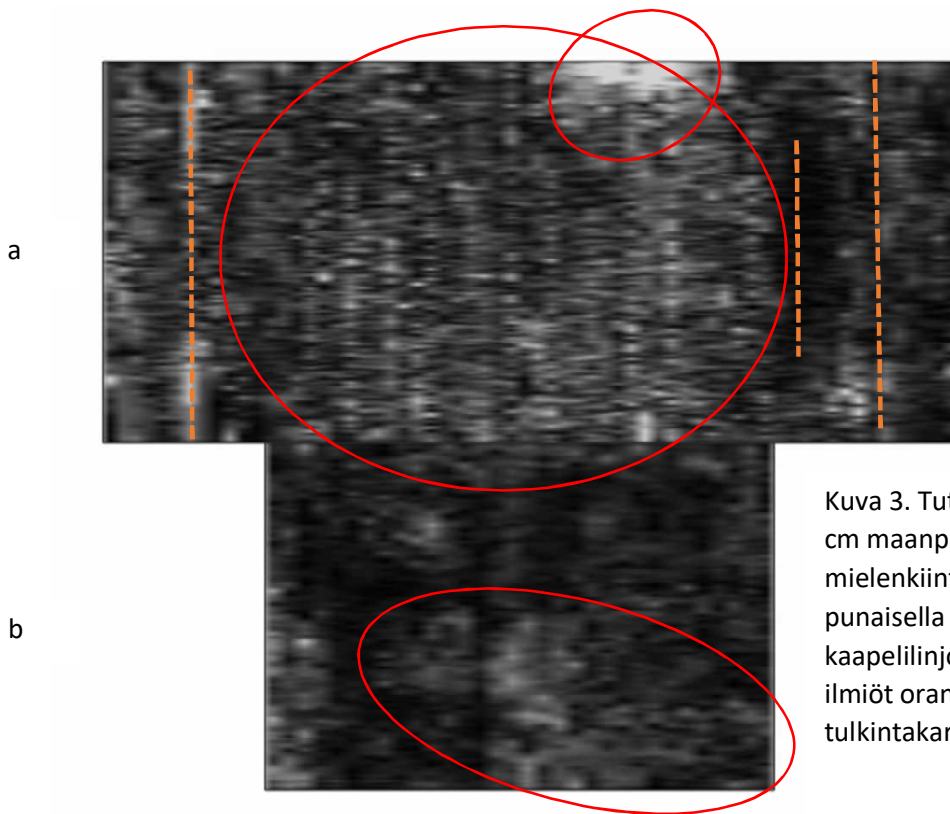 a
b
Kuva 3. Tut
cm maanp
mielenkiint
punaisella
kaapelilinj
ilmiöt oran
tulkintakar